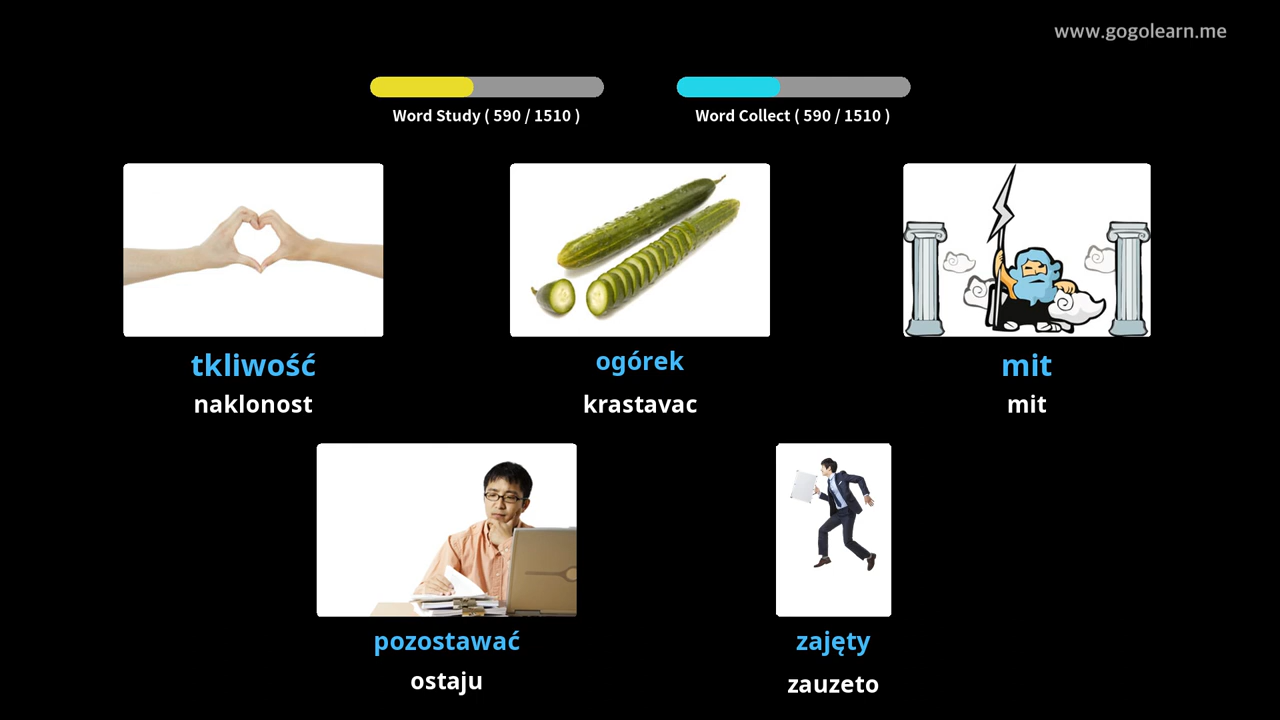 www.gogolearn.me
Word Study ( 590 / 1510 )
Word Collect ( 590 / 1510 )
tkliwość
ogórek
mit
naklonost
krastavac
mit
pozostawać
zajęty
ostaju
zauzeto